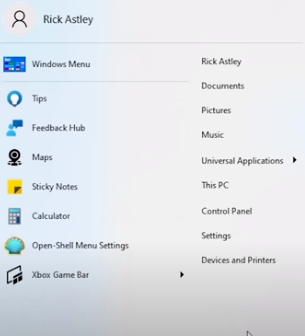 Rick Astley
Windows Menu
Tips
Feedback Hub
Maps
Sticky Notes
Calculator
Open-Shell Menu Settings
Xbox Game Bar
Rick Astley
Documents
Pictures
Music
Universal Applications
This PC
Control Panel
Settings
Devices and Printers